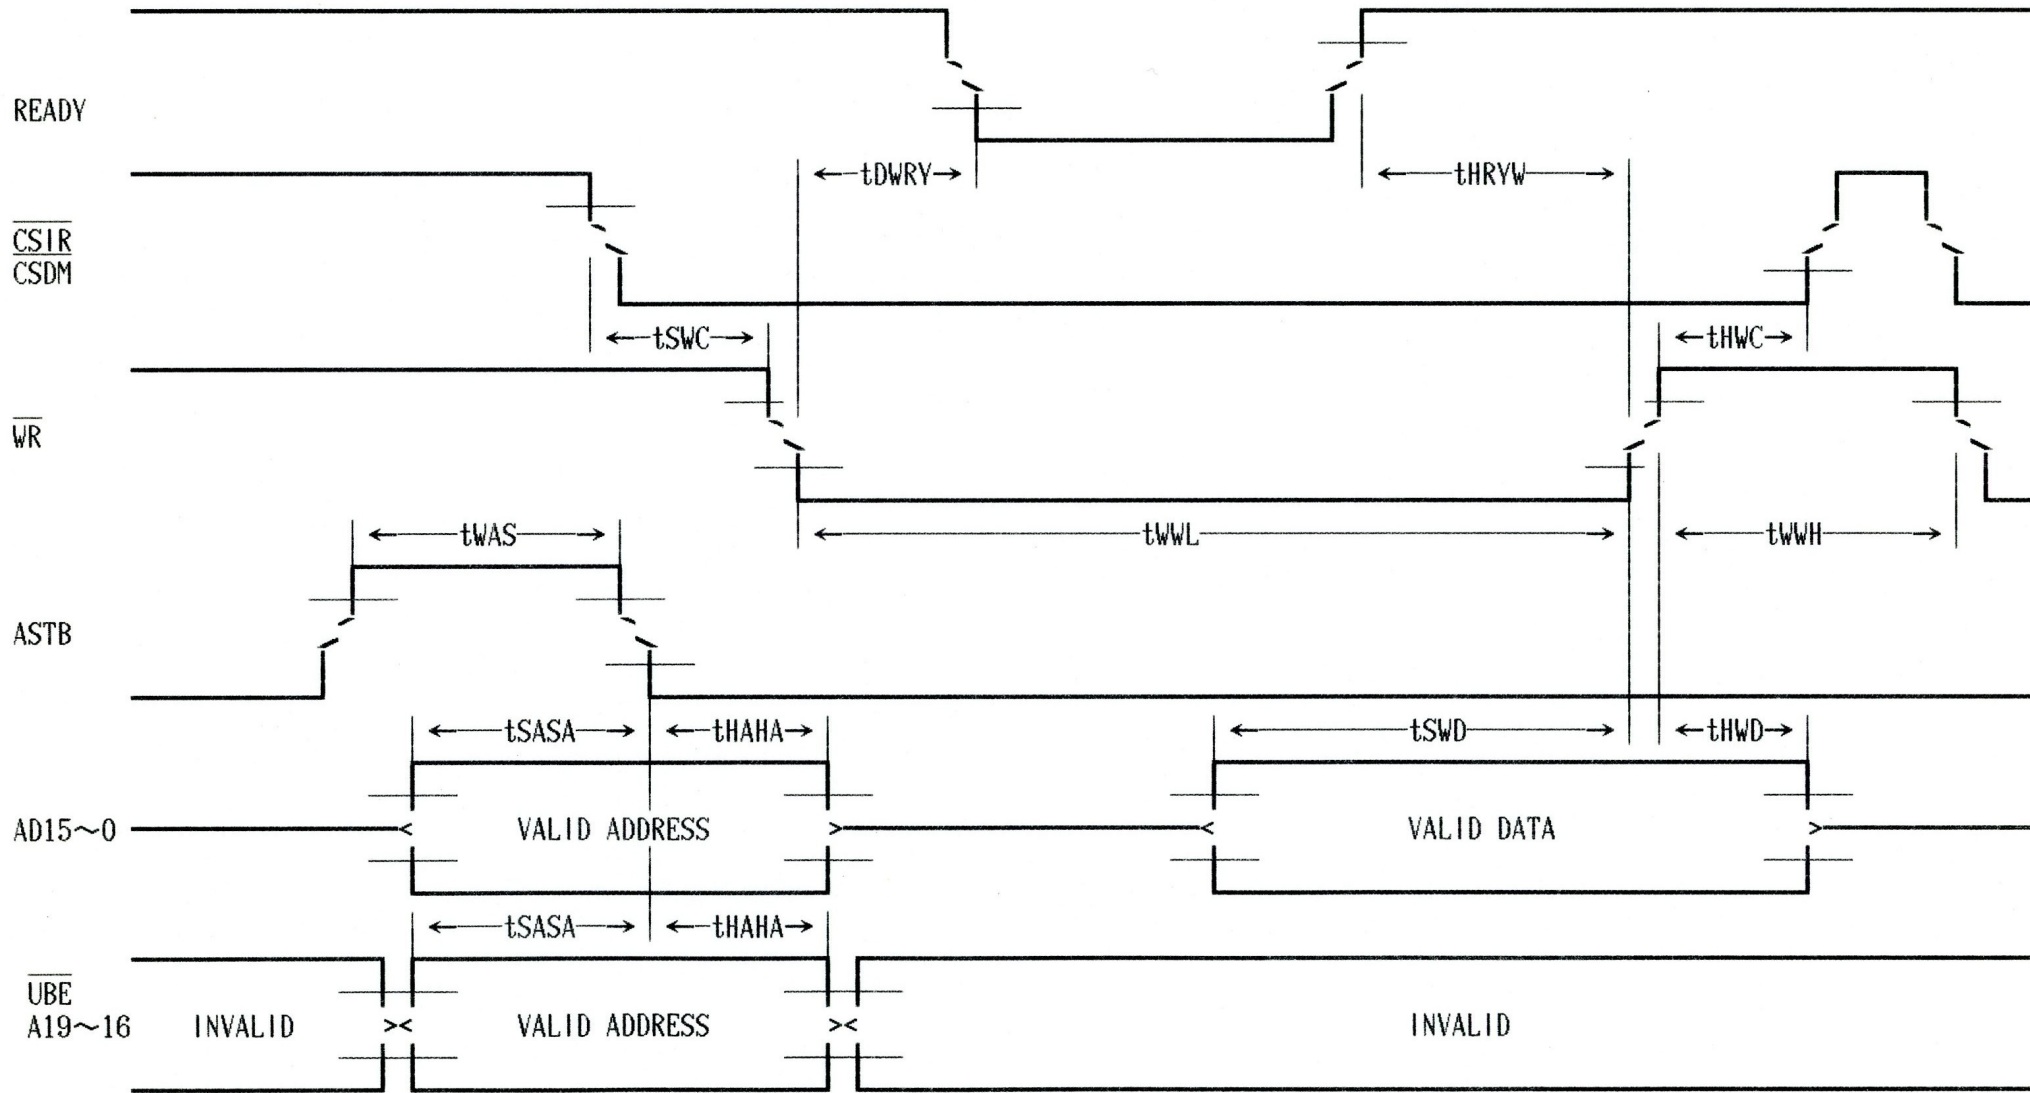 READY
tDWRY
tHRYW
CSIR
CSDM
tSWC
tHWC
WR
tWAS
tWWL
tWWH
ASTB
tSASA
tHAHA
tSWD
tHWD
AD15～0
VALID ADDRESS
VALID DATA
tSASA
tHAHA
UBE
A19～16
INVALID
VALID ADDRESS
INVALID